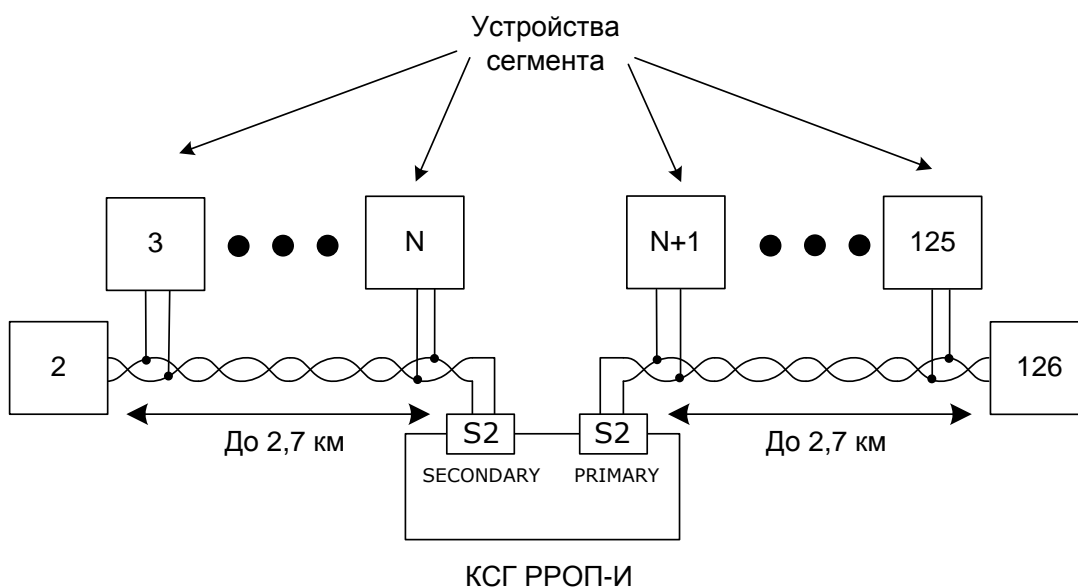 Устройства
сегмента
3
N
N+1
125
2
126
До 2,7 км
S2
S2
До 2,7 км
SECONDARY
PRIMARY
КСГ РРОП-И